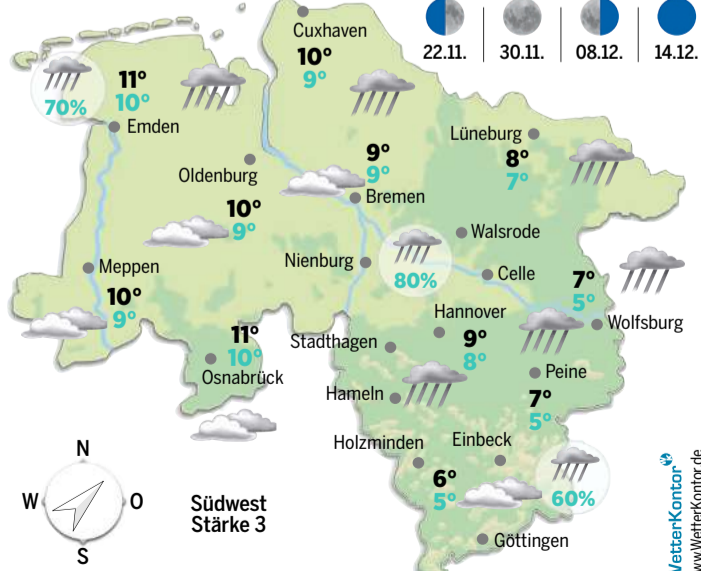 22.11.
30.11.
08.12.
14.12.
Cuxhaven
10°
9°
70%
11°
10°
Emden
Lüneburg
8°
7°
Oldenburg
9°
9°
Bremen
10°
9°
Walsrode
Meppen
10°
9°
Nienburg
80%
Celle
7°
5°
Wolfsburg
Hannover
9°
8°
Stadthagen
11°
10°
Osnabrück
Peine
7°
5°
Hameln
Holzminden
Einbeck
6°
5°
60%
Göttingen
N
W
O
S
Südwest
Stärke 3
WetterKontor
www.WetterKontor.de